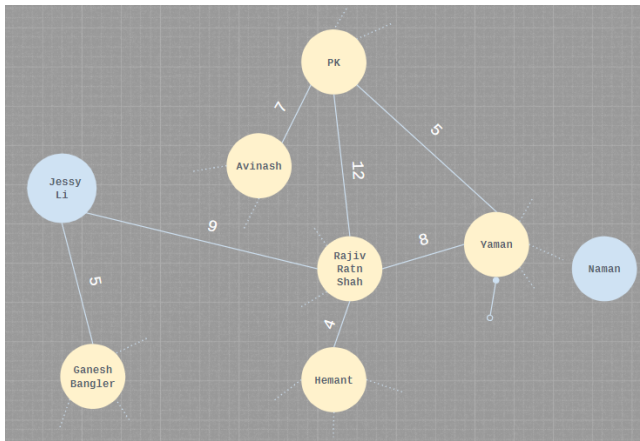 PK
7
5
12
Avinash
Jessy
Li
9
8
Yaman
Rajiv
Ratn
Shah
Naman
5
4
Ganesh
Bangler
Hemant